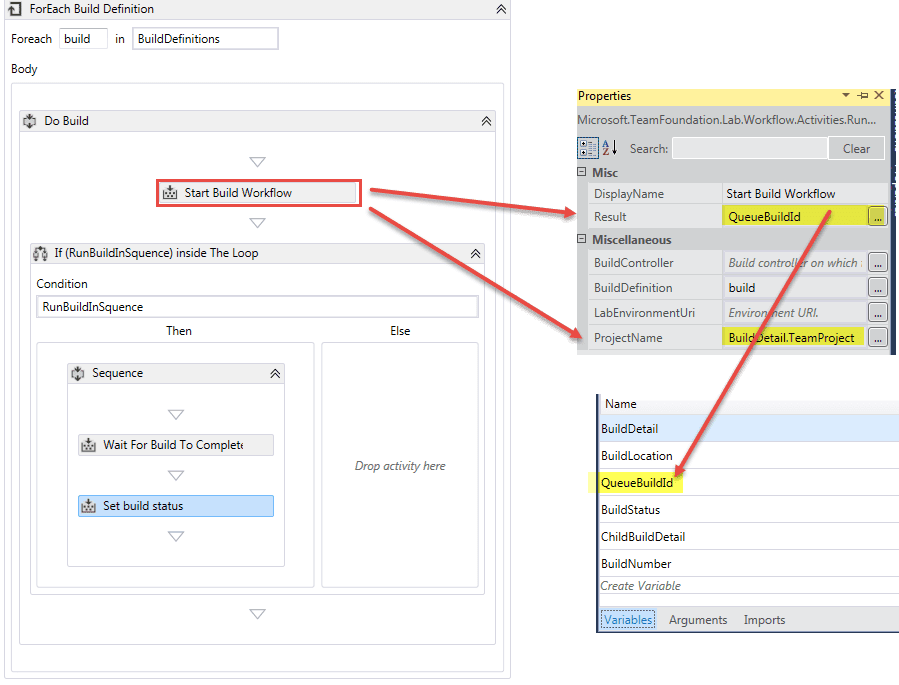 ForEach Build Definition
Foreach build in BuildDefinitions
Body
Do Build
Start Build Workflow
If (RunBuildInSquence) inside The Loop
Condition
RunBuildInSquence
Then Else
Sequence
Wait For Build To Complete
Drop activity here
Set build status
Properties
Microsoft.TeamFoundation.Lab.Workflow.Activities.Run...
Search: Clear
Misc
DisplayName Start Build Workflow
Result QueueBuildId ...
Miscellaneous
BuildController Build controller on which ...
BuildDefinition build ...
LabEnvironmentUri Environment URI. ...
ProjectName BuildDetail.TeamProject ...
Name
BuildDetail
BuildLocation
QueueBuildId
BuildStatus
ChildBuildDetail
BuildNumber
Create Variable
Variables Arguments Imports